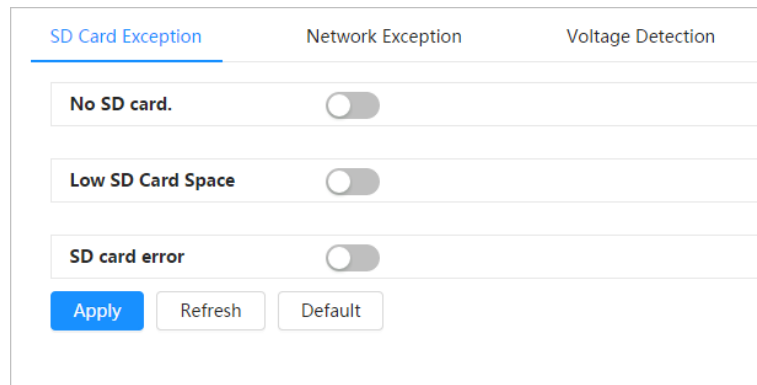 SD Card Exception Network Exception Voltage Detection
No SD card.
Low SD Card Space
SD card error
Apply Refresh Default